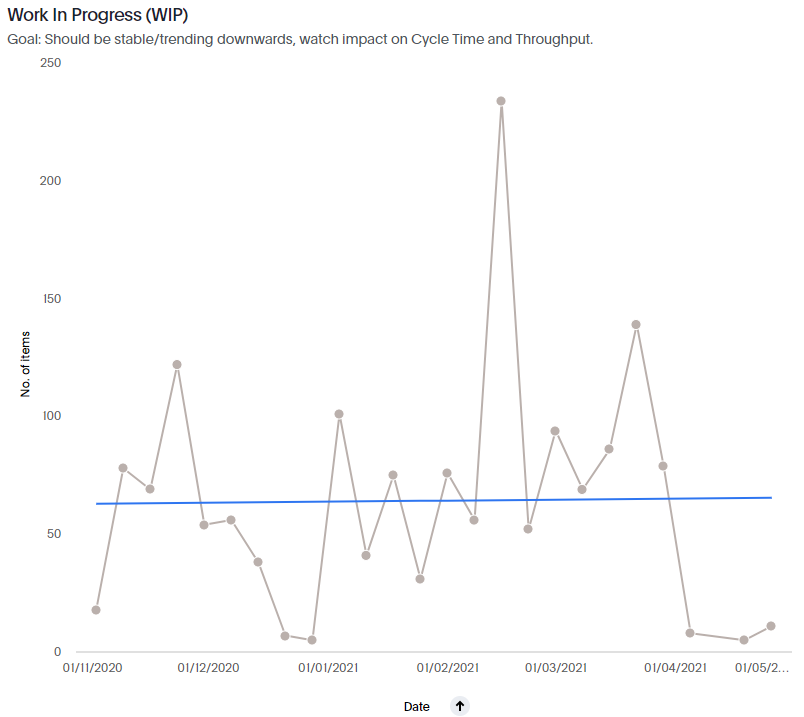 Work In Progress (WIP)
Goal: Should be stable/trending downwards, watch impact on Cycle Time and Throughput.
250
200
150
100
50
0
No. of items
01/11/2020 01/12/2020 01/01/2021 01/02/2021 01/03/2021 01/04/2021 01/05/2...
Date